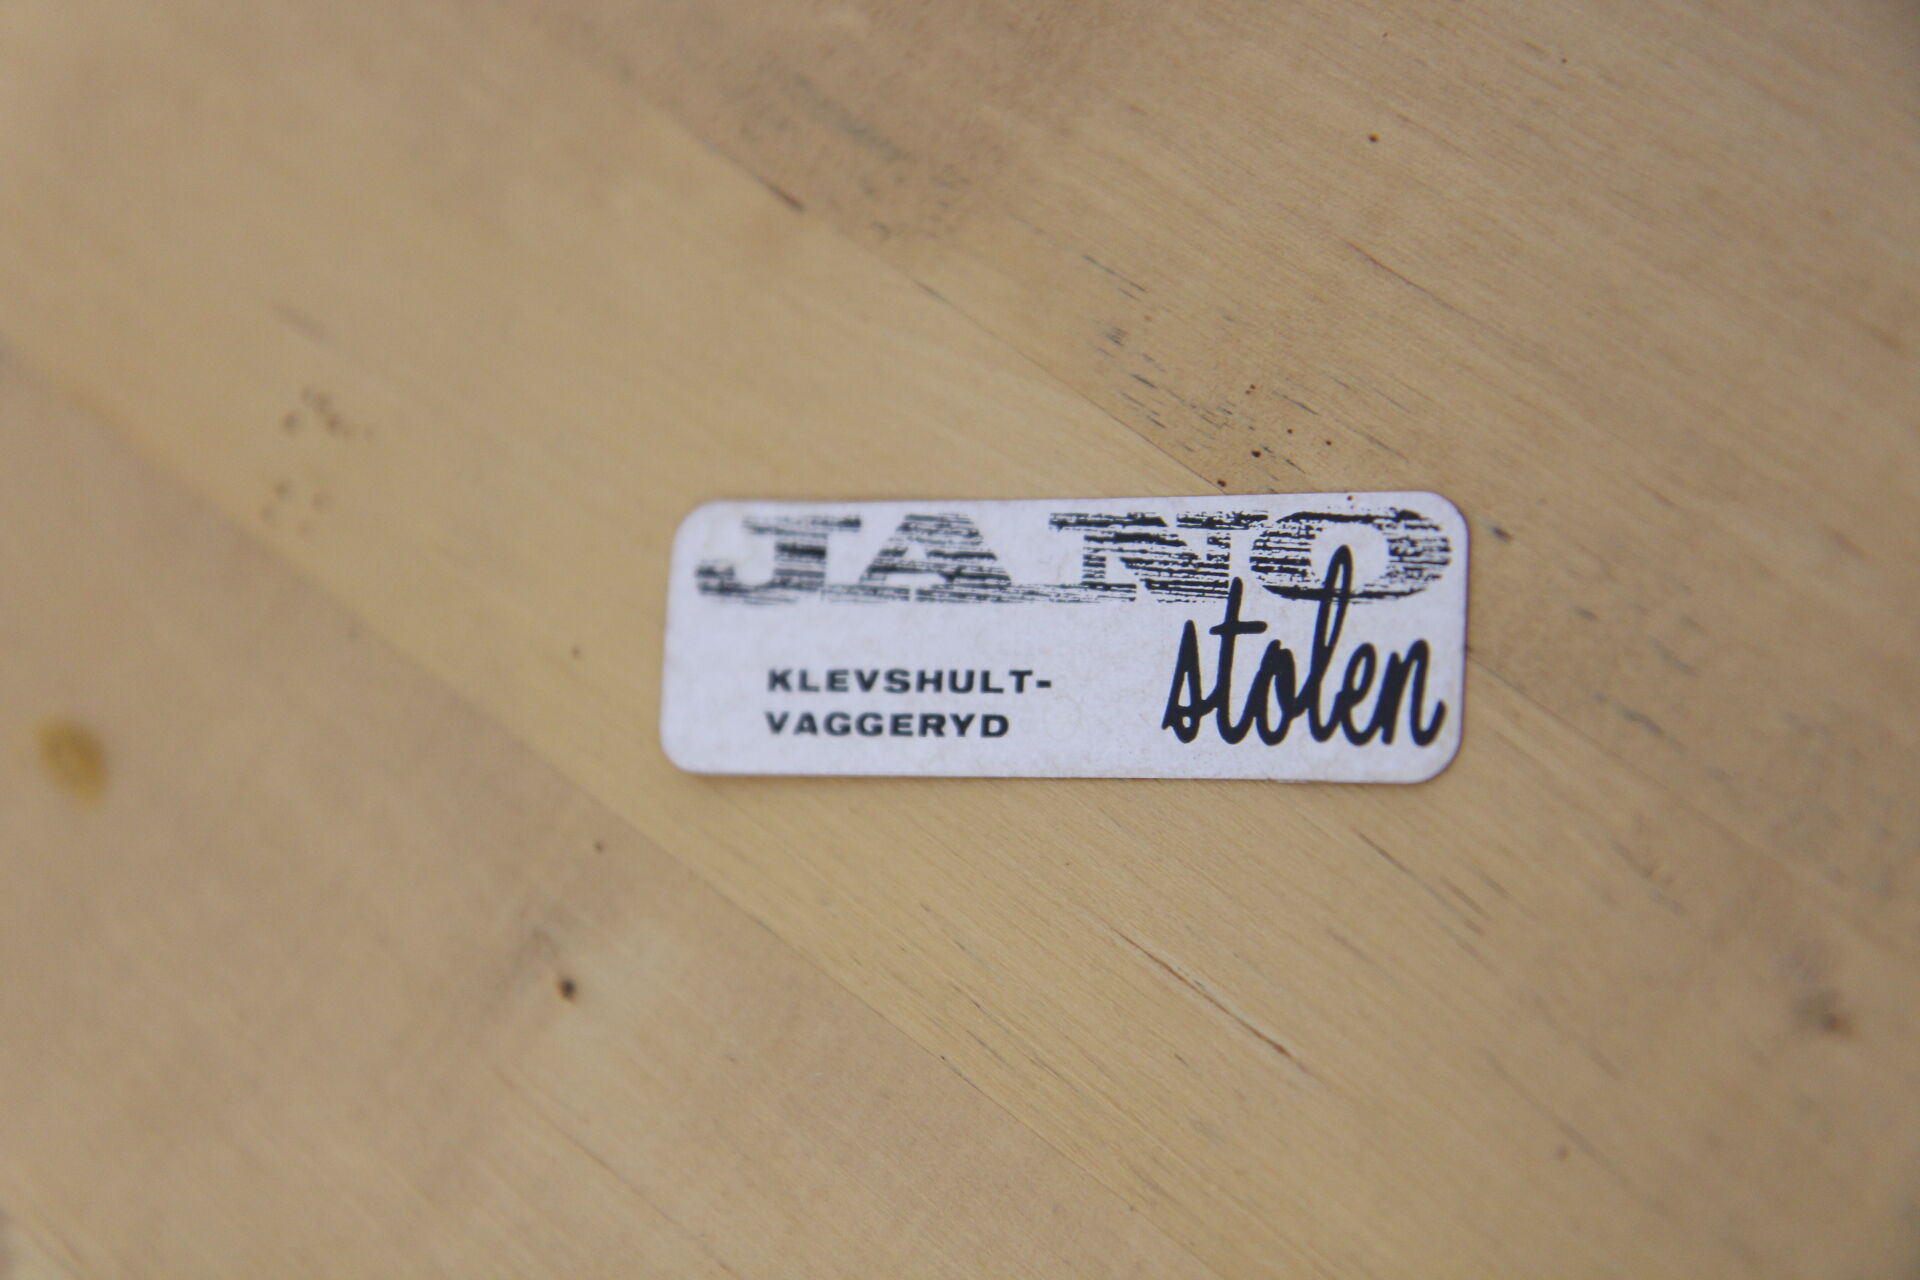 JANO
stolen
KLEVSHULT-
VAGGERYD